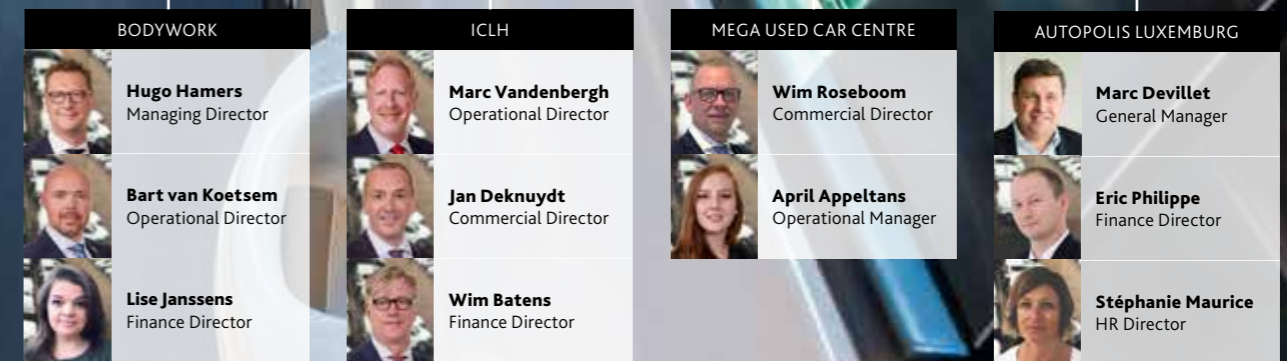 BODYWORK
Hugo Hamers
Managing Director
Bart van Koetsem
Operational Director
Lise Janssens
Finance Director
ICLH
Marc Vandenbergh
Operational Director
Jan Deknuydt
Commercial Director
Wim Batens
Finance Director
MEGA USED CAR CENTRE
Wim Roseboom
Commercial Director
April Appeltans
Operational Manager
AUTOPOLIS LUXEMBURG
Marc Devillet
General Manager
Eric Philippe
Finance Director
Stéphanie Maurice
HR Director